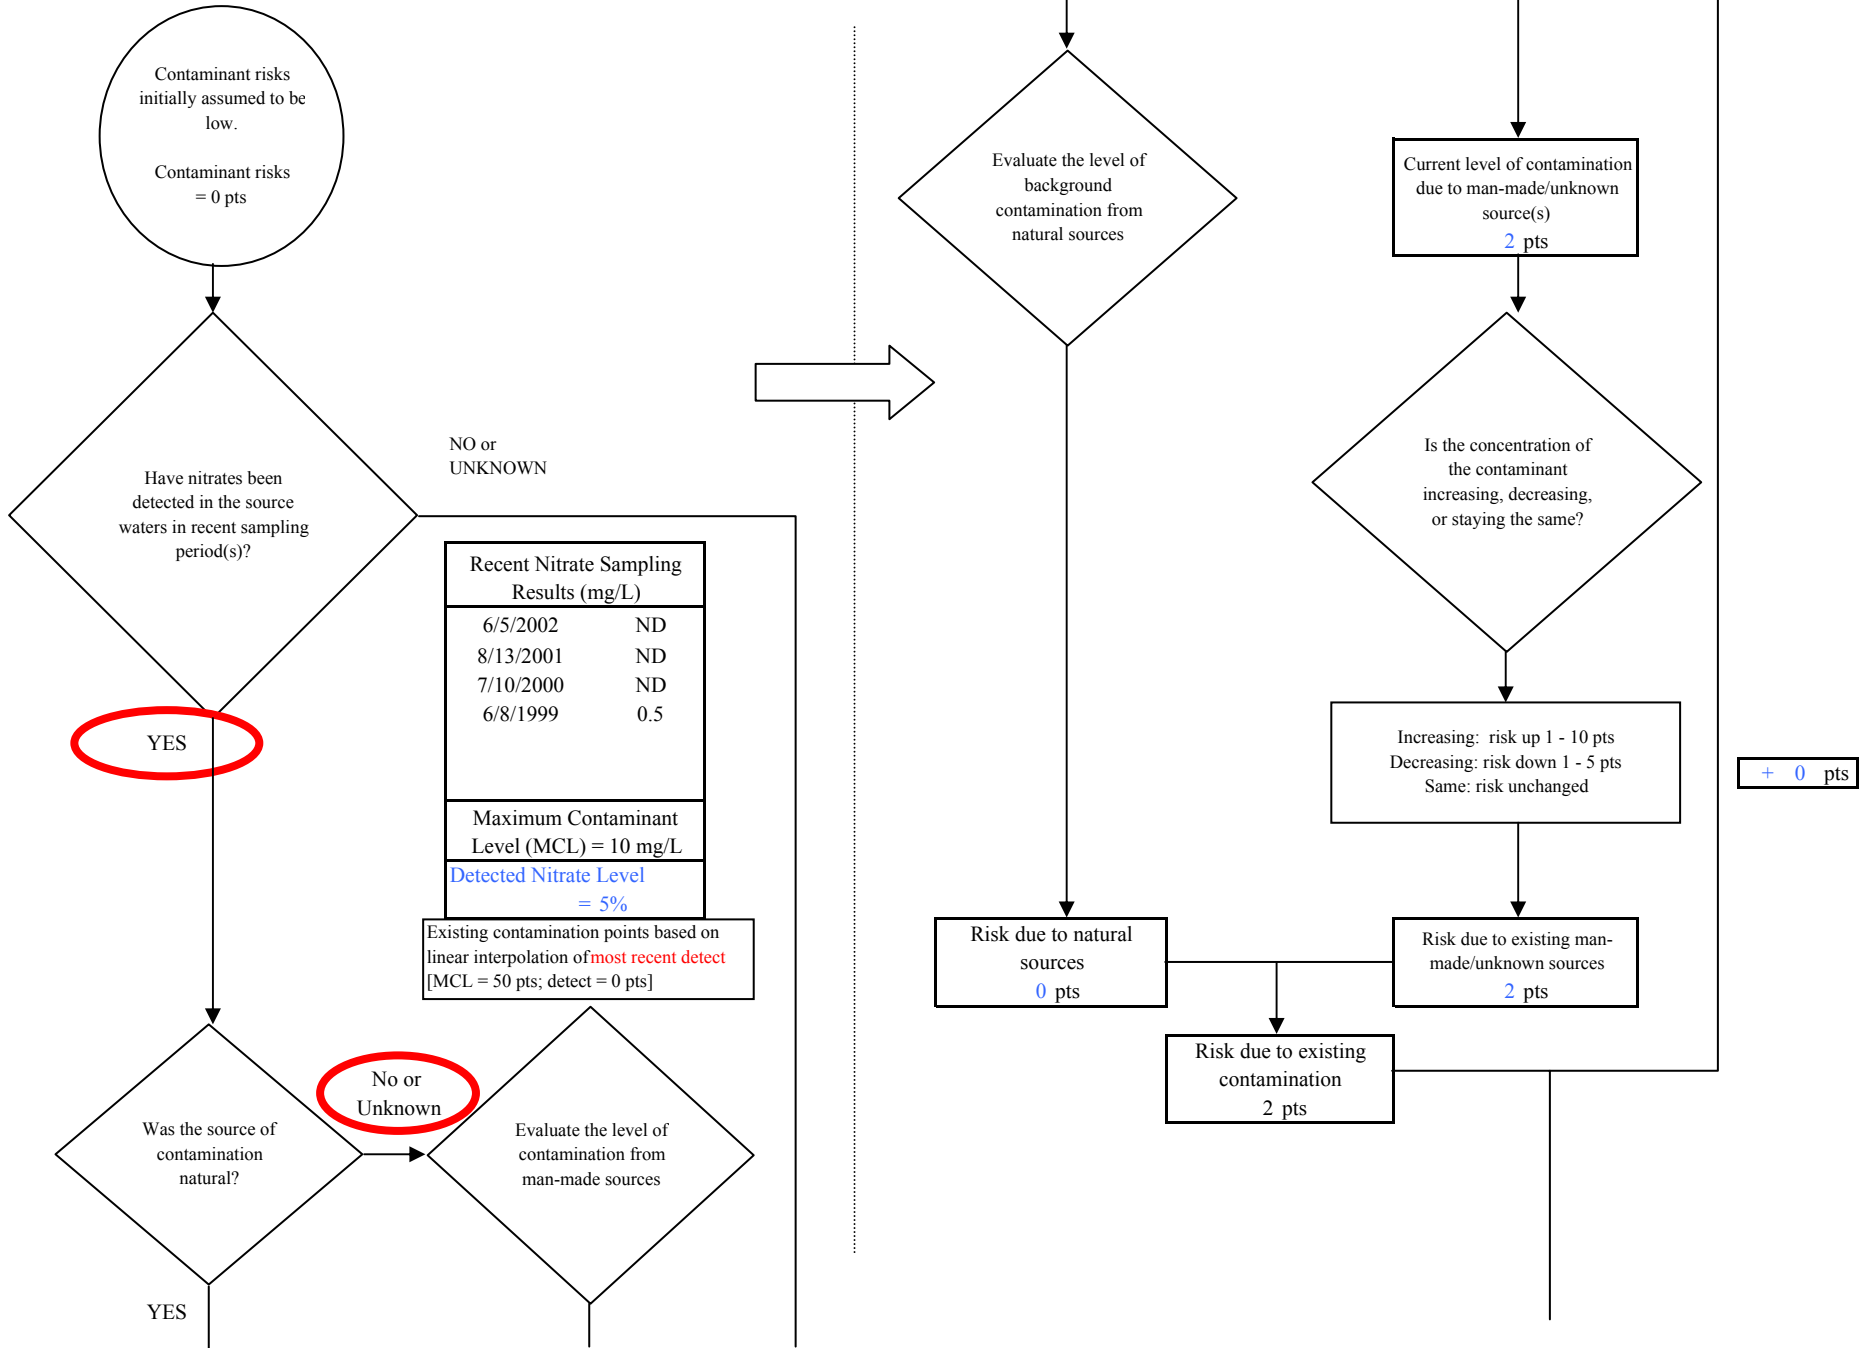 Contaminant risks
initially assumed to be
low.
Contaminant risks
= 0 pts
Have nitrates been
detected in the source
waters in recent sampling
period(s)?
NO or
UNKNOWN
YES
Recent Nitrate Sampling
Results (mg/L)
6/5/2002 ND
8/13/2001 ND
7/10/2000 ND
6/8/1999 0.5
Maximum Contaminant
Level (MCL) = 10 mg/L
Detected Nitrate Level
= 5%
Existing contamination points based on
linear interpolation of most recent detect
[MCL = 50 pts; detect = 0 pts]
Was the source of
contamination
natural?
No or
Unknown
Evaluate the level of
contamination from
man-made sources
YES
Evaluate the level of
background
contamination from
natural sources
Current level of contamination
due to man-made/unknown
source(s)
2 pts
Is the concentration of
the contaminant
increasing, decreasing,
or staying the same?
Increasing: risk up 1 - 10 pts
Decreasing: risk down 1 - 5 pts
Same: risk unchanged
+ 0 pts
Risk due to natural
sources
0 pts
Risk due to existing man-
made/unknown sources
2 pts
Risk due to existing
contamination
2 pts